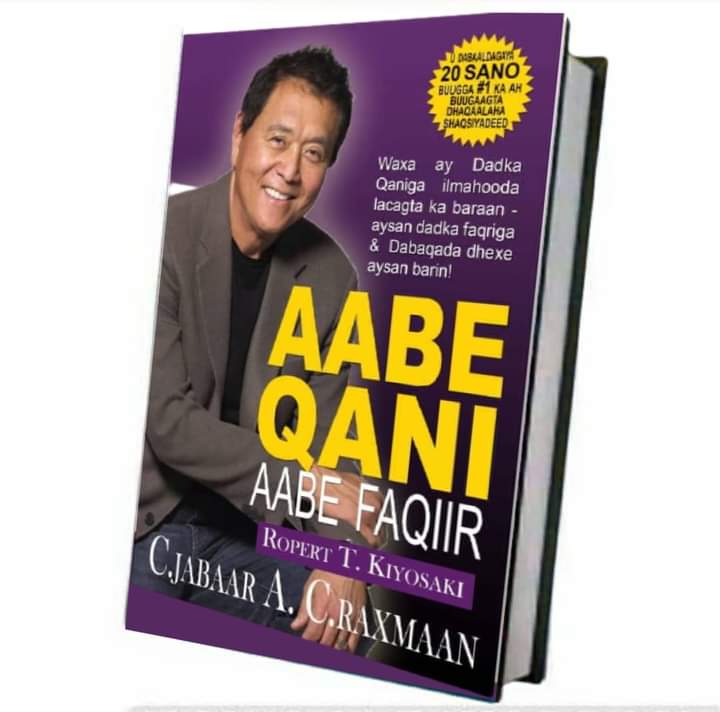 U DABAALDAGAYA
20 SANO
BUUGGA #1 KA AH
BUUGAAGTA
DHAQAALAHA
SHAQSIYADEED
Waxa ay Dadka
Qaniga ilmahooda
lacagta ka baraan -
aysan dadka faqriga
& Dabaqada dhexe
aysan barin!
AABE
QANI
AABE FAQIIR
ROPERT T. KIYOSAKI
C.JABAAR A. C.RAXMAAN